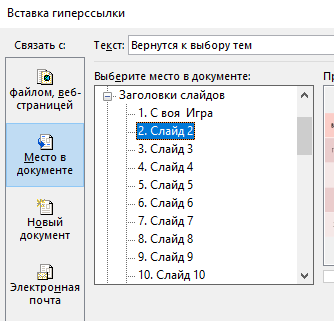 Вставка гиперссылки
Связать с:
Текст: Вернутся к выбору тем
Выберите место в документе:
файлом, веб-
страницей
Место в
документе
Новый
документ
Электронная
почта
Заголовки слайдов
1. С воя Игра
2. Слайд 2
3. Слайд 3
4. Слайд 4
5. Слайд 5
6. Слайд 6
7. Слайд 7
8. Слайд 8
9. Слайд 9
10. Слайд 10